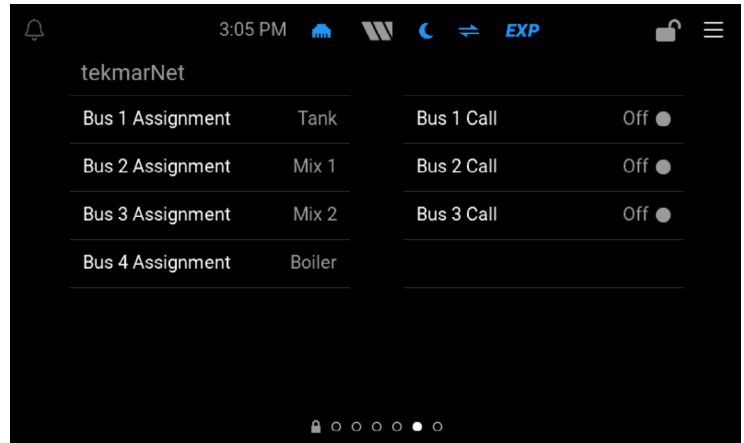 3:05 PM EXP
tekmarNet
Bus 1 Assignment Tank
Bus 1 Call Off
Bus 2 Assignment Mix 1
Bus 2 Call Off
Bus 3 Assignment Mix 2
Bus 3 Call Off
Bus 4 Assignment Boiler